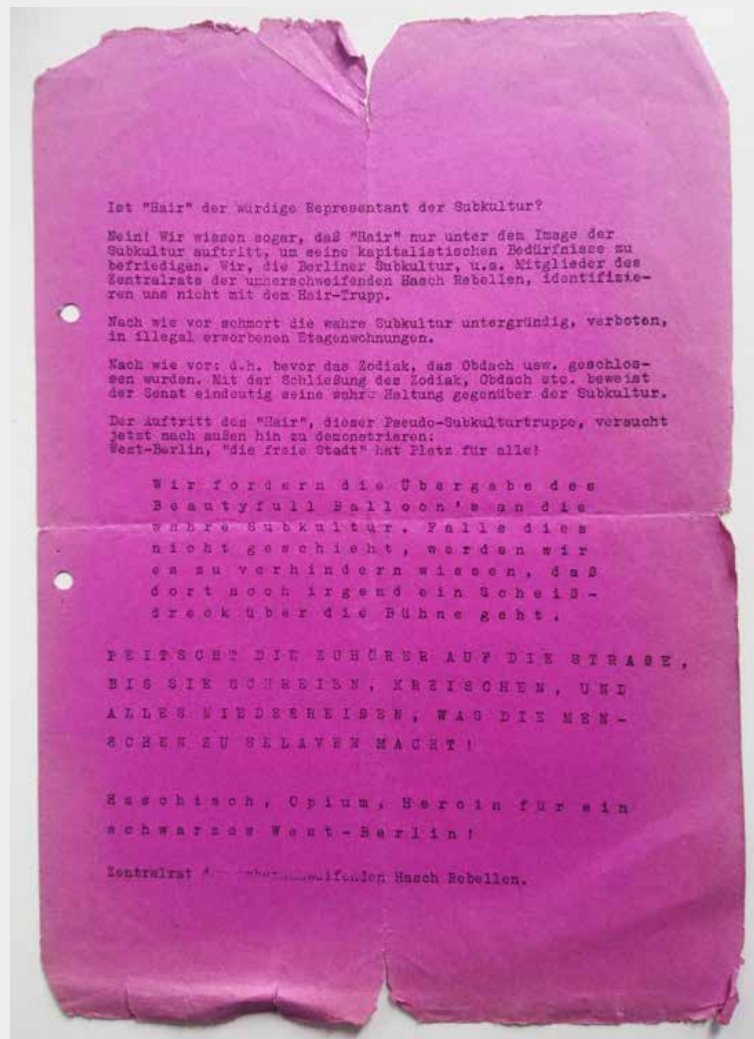 Ist "Hair" der würdige Representant der Subkultur?
Nein! Wir wissen sogar, daß "Hair" nur unter dem Image der
Subkultur auftritt, um seine kapitalistischen Bedürfnisse zu
befriedigen. Wir, die Berliner Subkultur, u.a. Mitglieder des
Zentralrats der umherschweifenden Hasch Rebellen, identifizie-
ren uns nicht mit dem Hair-Trupp.
Nach wie vor schmort die wahre Subkultur untergründig, verboten,
in illegal erworbenen Etagenwohnungen.
Nach wie vor: d.h. bevor das Zodiak, das Obdach usw. geschlos-
sen wurden. Mit der Schließung des Zodiak, Obdach etc. beweist
der Senat eindeutig seine wahre Haltung gegenüber der Subkultur.
Der Auftritt des "Hair", dieser Pseudo-Subkulturtruppe, versucht
jetzt nach außen hin zu demonstrieren:
West-Berlin, "die freie Stadt" hat Platz für alle!
Wir fordern die Übergabe des
Beautyfull Balloon's an die
wahre Subkultur. Falls dies
nicht geschieht, werden wir
es zu verhindern wissen, daß
dort noch irgend ein Scheiß-
dreck über die Bühne geht.
PEITSCHT DIE ZUHÖRER AUF DIE STRASE,
BIS SIE SCHREIEN, KREISCHEN, UND
ALLES NIEDERREISEN, WAS DIE MEN-
SCHEN ZU SKLAVEN MACHT!
Haschisch, Opium, Heroin für ein
schwarzes West-Berlin!
Zentralrat umherschweifenden Hasch Rebellen.